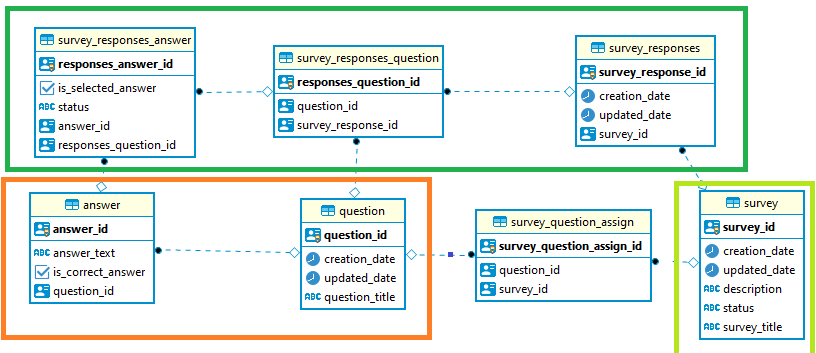 survey_responses_answer
responses_answer_id
is_selected_answer
ABC status
answer_id
responses_question_id
survey_responses_question
responses_question_id
question_id
survey_response_id
survey_responses
survey_response_id
creation_date
updated_date
survey_id
answer
answer_id
ABC answer_text
is_correct_answer
question_id
question
question_id
creation_date
updated_date
ABC question_title
survey_question_assign
survey_question_assign_id
question_id
survey_id
survey
survey_id
creation_date
updated_date
ABC description
ABC status
ABC survey_title